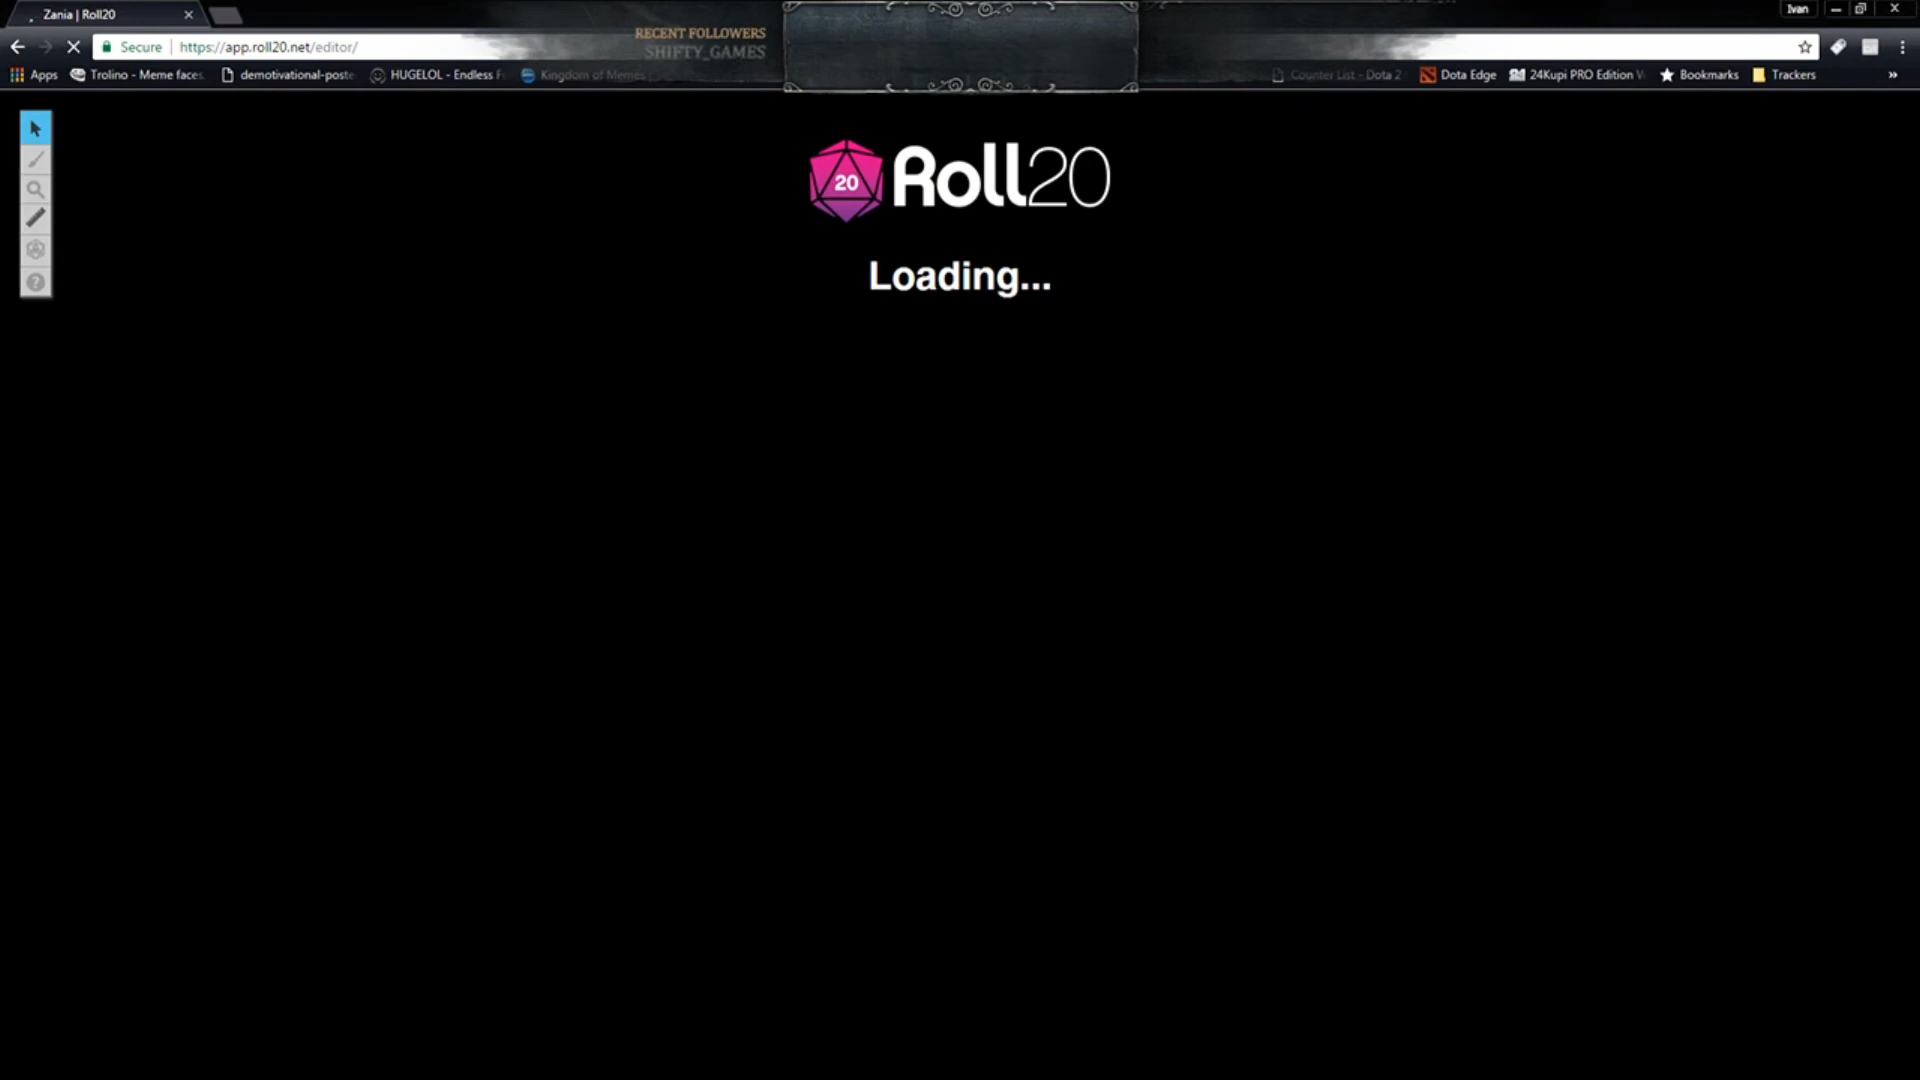 Zania | Roll20
Ivan
Secure
https://app.roll20.net/editor/
RECENT FOLLOWERS
SHIFTY_GAMES
Apps
Trolino - Meme faces
demotivational-poste
HUGELOL - Endless F
Kingdom of Memes
Counter List - Dota 2
Dota Edge
24Kupi PRO Edition V
Bookmarks
Trackers
»
20 Roll20
Loading...